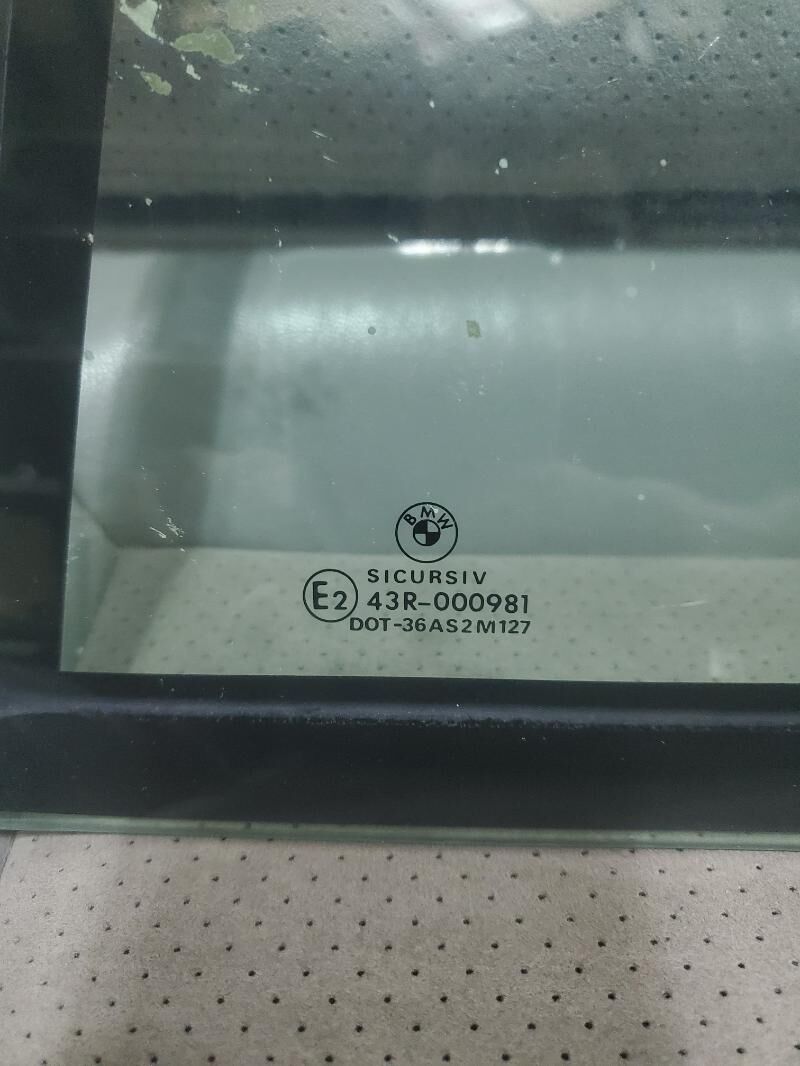 BMW
SICURSIV
E2 43R-000981
DOT-36AS2M127